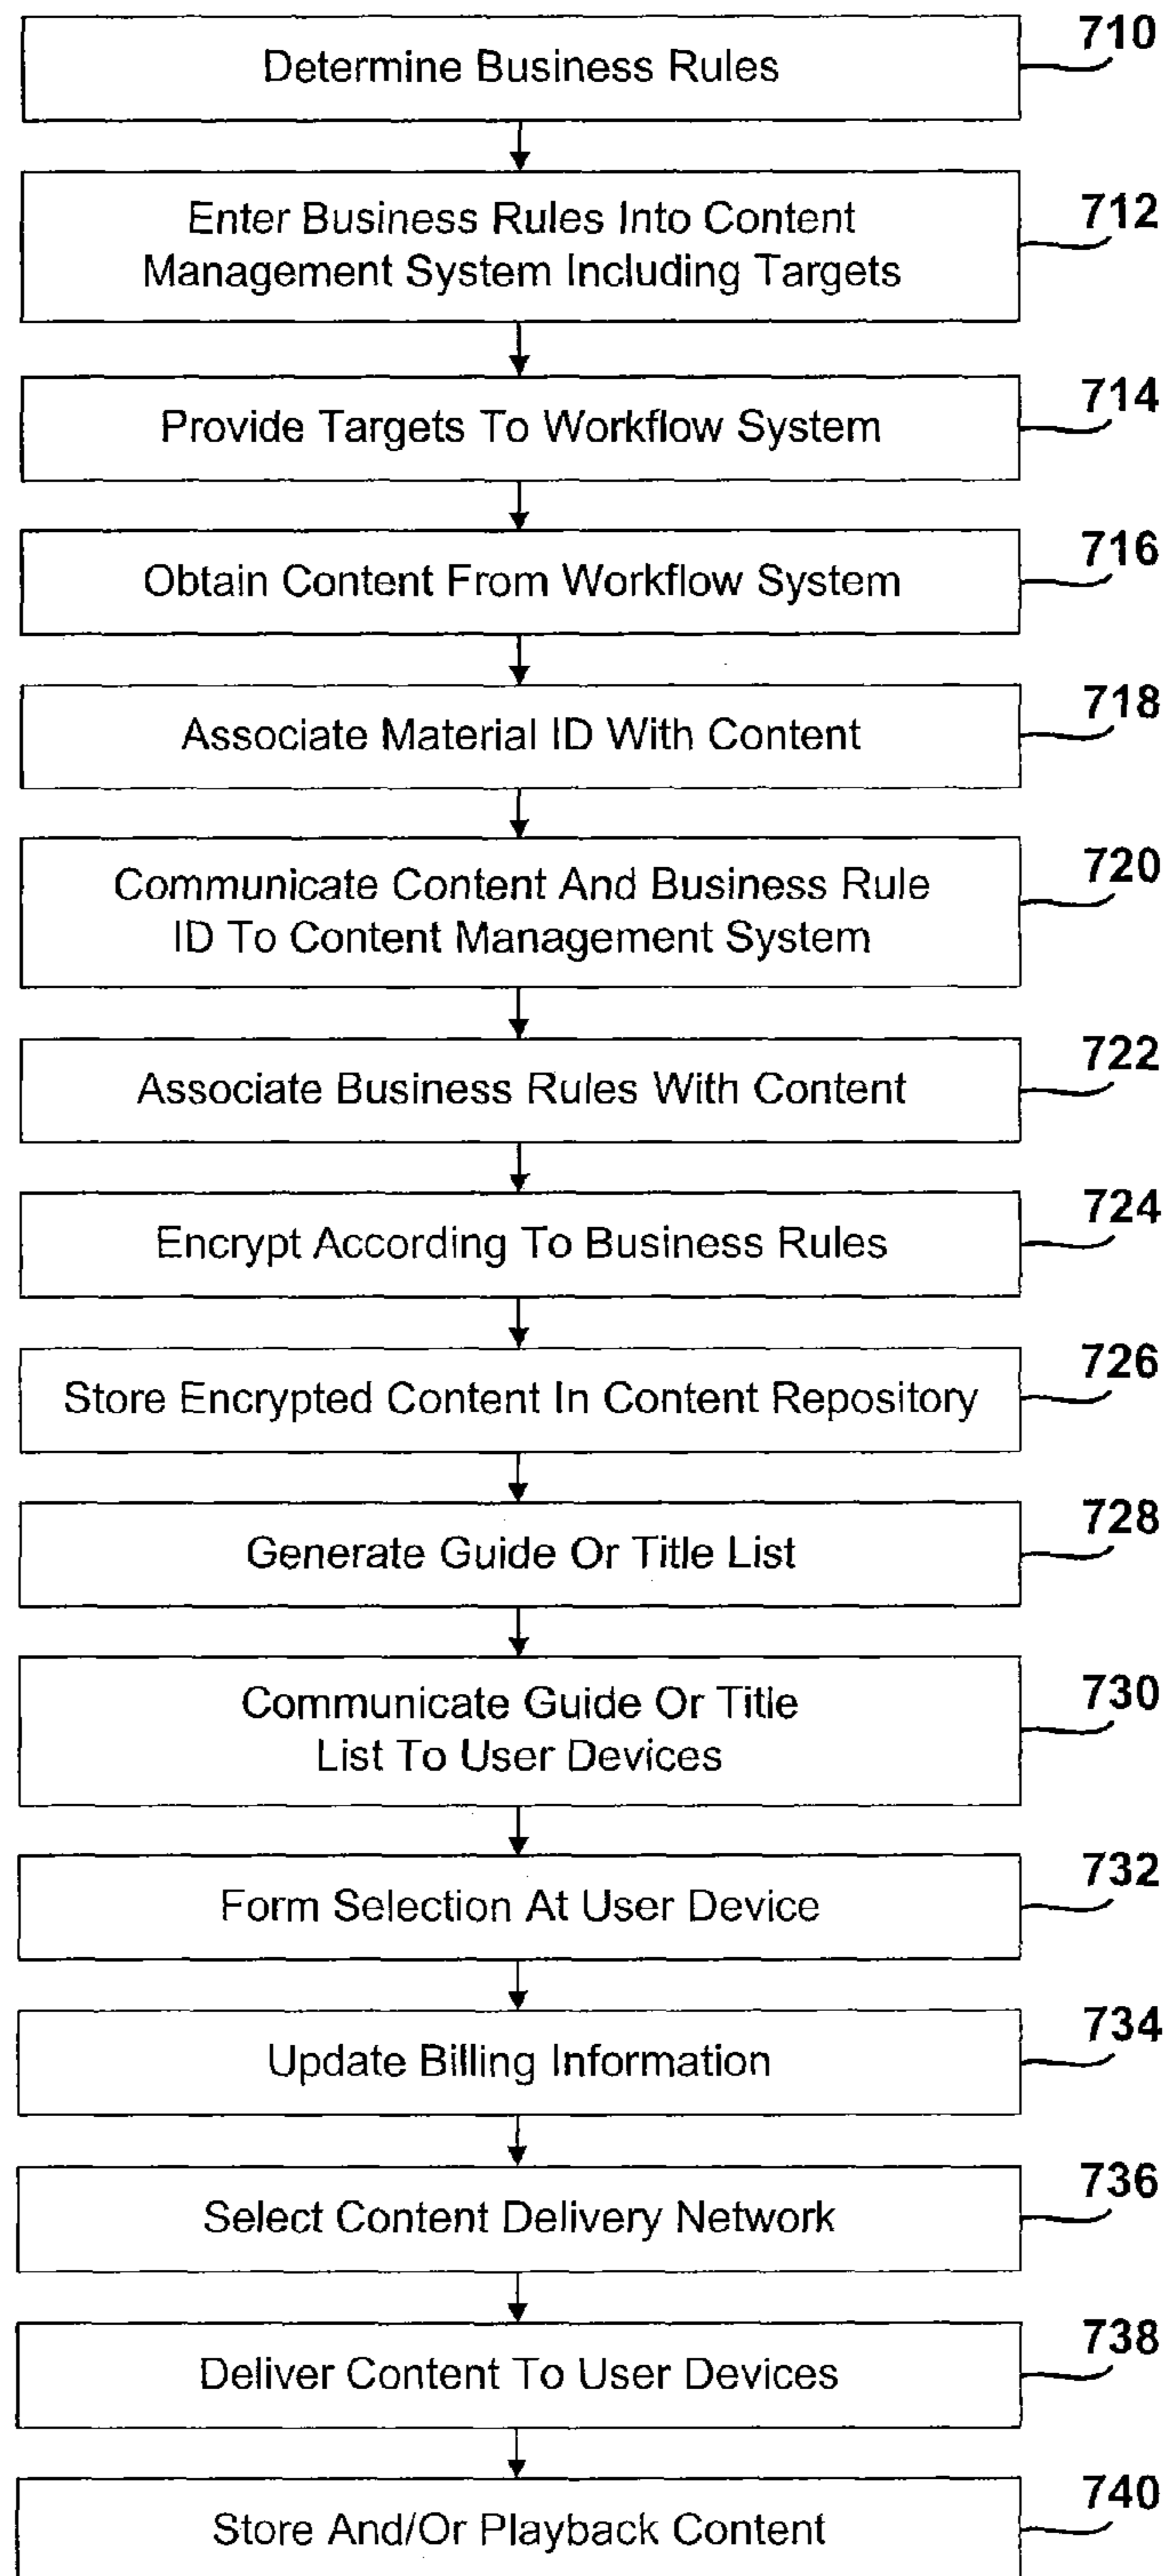 710
Determine Business Rules
712
Enter Business Rules Into Content
Management System Including Targets
714
Provide Targets To Workflow System
716
Obtain Content From Workflow System
718
Associate Material ID With Content
720
Communicate Content And Business Rule
ID To Content Management System
722
Associate Business Rules With Content
724
Encrypt According To Business Rules
726
Store Encrypted Content In Content Repository
728
Generate Guide Or Title List
730
Communicate Guide Or Title
List To User Devices
732
Form Selection At User Device
734
Update Billing Information
736
Select Content Delivery Network
738
Deliver Content To User Devices
740
Store And/Or Playback Content